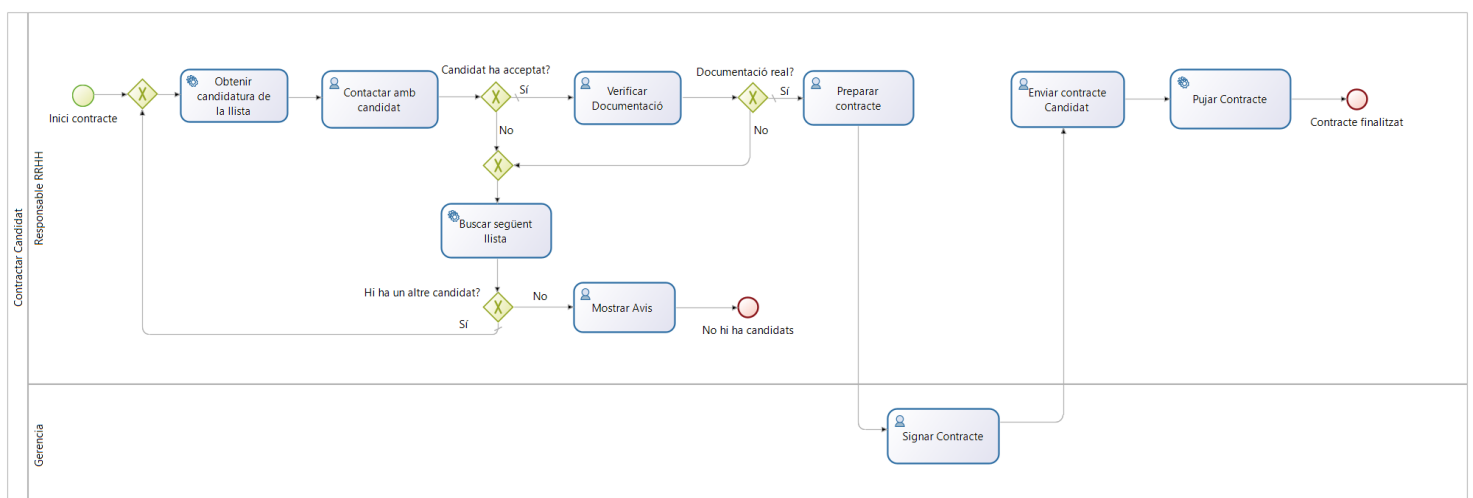 Contractar Candidat
Responsable RRHH
Inici contracte
Obtenir
candidatura de
la llista
Contactar amb
candidat
Candidat ha acceptat?
Sí
No
Verificar
Documentació
Documentació real?
Sí
No
Preparar
contracte
Enviar contracte
Candidat
Pujar Contracte
Contracte finalitzat
Buscar següent
llista
Hi ha un altre candidat?
No
Sí
Mostrar Avis
No hi ha candidats
Gerencia
Signar Contracte